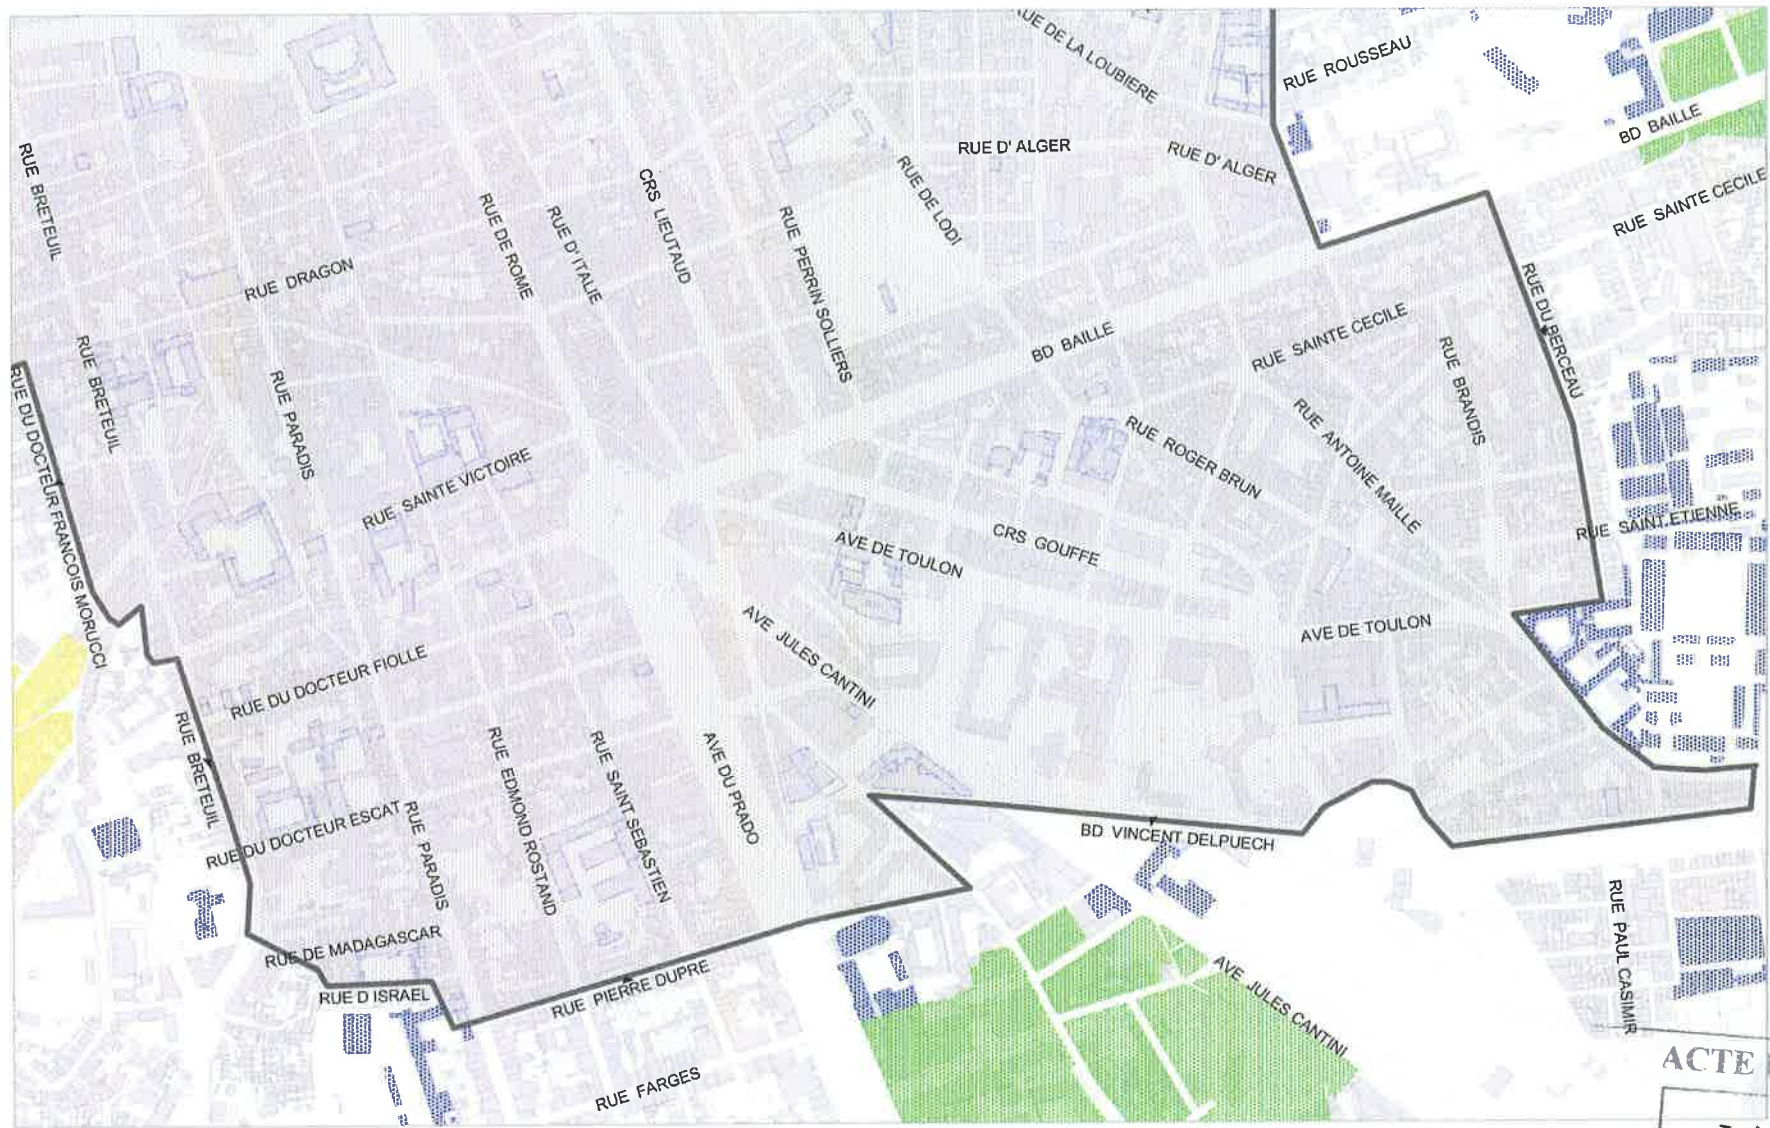 RUE DE LA LOUBIERE
RUE ROUSSEAU
BD BAILLE
RUE D' ALGER
RUE D' ALGER
RUE BRETEUIL
CRS LIEUTAUD
RUE DE LODI
RUE SAINTE CECILE
RUE DE ROME
RUE D' ITALIE
RUE PERRIN SOLLIERS
RUE DRAGON
RUE DU BERCEAU
BD BAILLE
RUE SAINTE CECILE
RUE BRETEUIL
RUE BRANDIS
RUE DU DOCTEUR FRANCOIS MORUCCI
RUE PARADIS
RUE ANTOINE MAILLE
RUE ROGER BRUN
RUE SAINTE VICTOIRE
RUE SAINT ETIENNE
CRS GOUFFE
AVE DE TOULON
AVE JULES CANTINI
AVE DE TOULON
RUE DU DOCTEUR FIOLLE
RUE BRETEUIL
RUE EDMOND ROSTAND
RUE SAINT SEBASTIEN
AVE DU PRADO
RUE DU DOCTEUR ESCAT
RUE PARADIS
BD VINCENT DELPUECH
RUE PAUL CASIMIR
RUE DE MADAGASCAR
AVE JULES CANTINI
RUE D ISRAEL
RUE PIERRE DUPRE
RUE FARGES
ACTE